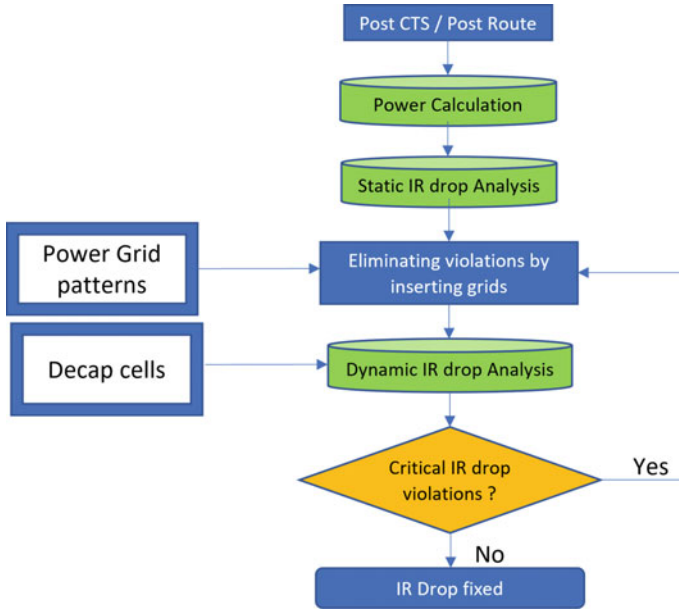 Post CTS / Post Route
Power Calculation
Static IR drop Analysis
Power Grid
patterns
Eliminating violations by
inserting grids
Decap cells
Dynamic IR drop Analysis
Critical IR drop
violations ?
Yes
No
IR Drop fixed